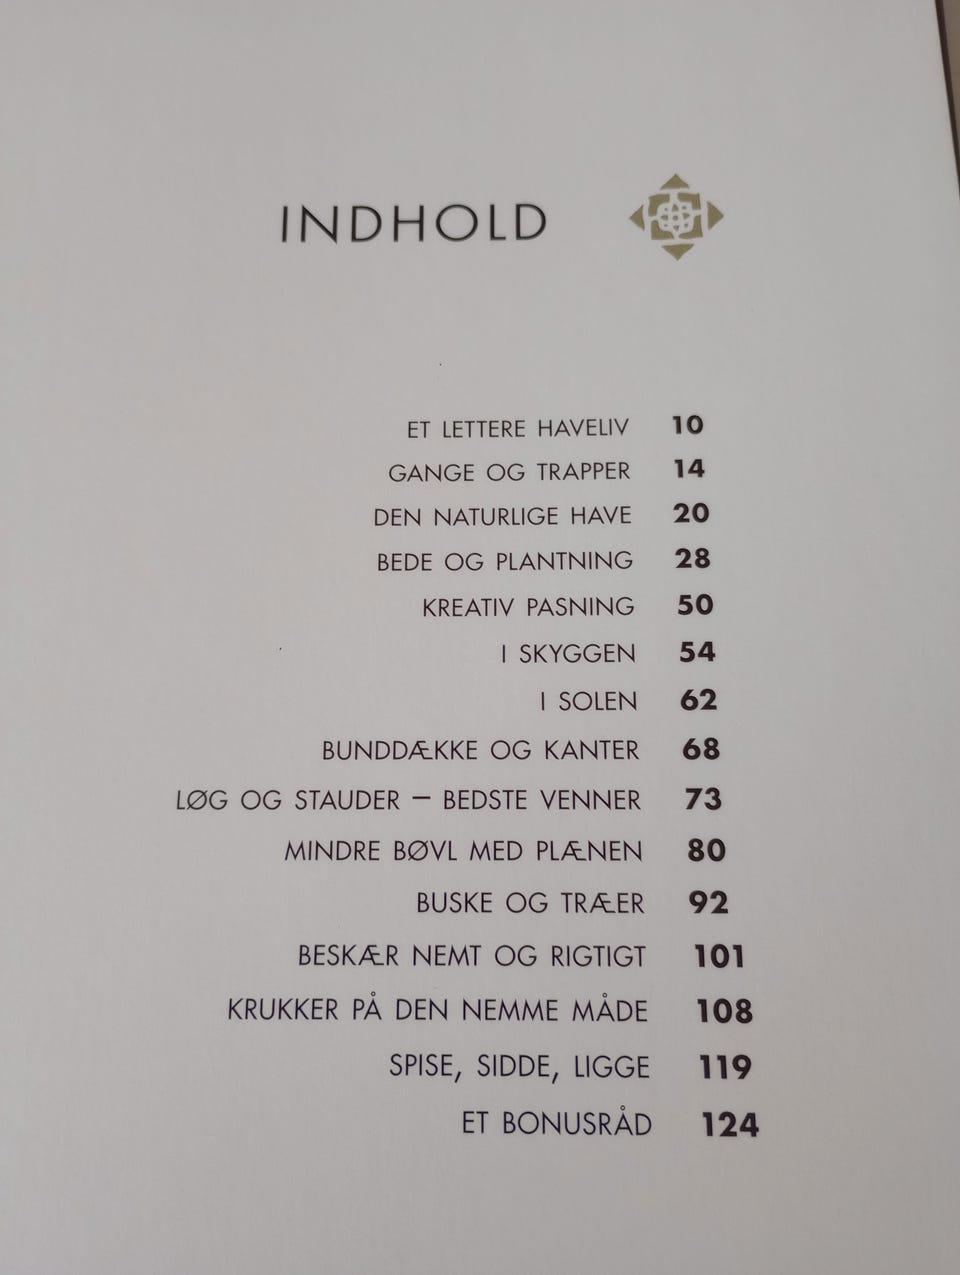 INDHOLD
ET LETTERE HAVELIV 10
GANGE OG TRAPPER 14
DEN NATURLIGE HAVE 20
BEDE OG PLANTNING 28
KREATIV PASNING 50
I SKYGGEN 54
I SOLEN 62
BUNDDÆKKE OG KANTER 68
LØG OG STAUDER – BEDSTE VENNER 73
MINDRE BØVL MED PLÆNEN 80
BUSKE OG TRÆER 92
BESKÆR NEMT OG RIGTIGT 101
KRUKKER PÅ DEN NEMME MÅDE 108
SPISE, SIDDE, LIGGE 119
ET BONUSRÅD 124